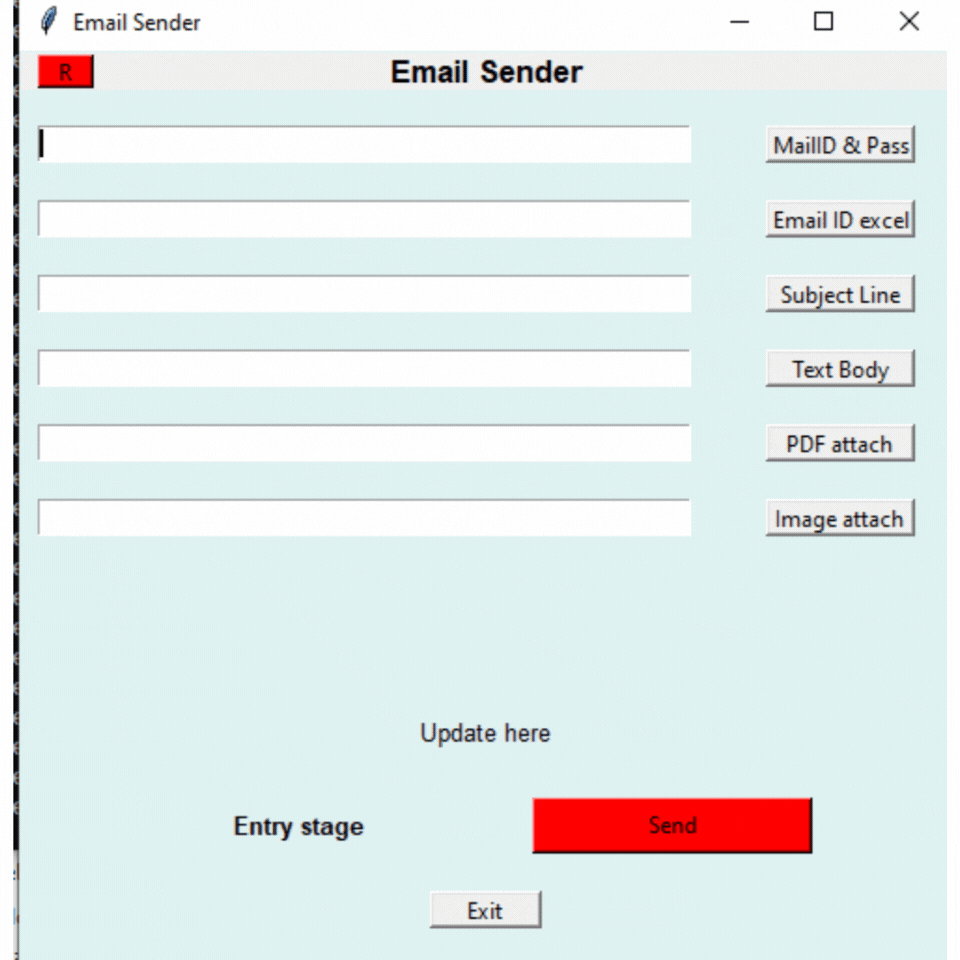 Email Sender
R
Email Sender
MailID & Pass
Email ID excel
Subject Line
Text Body
PDF attach
Image attach
Update here
Entry stage
Send
Exit